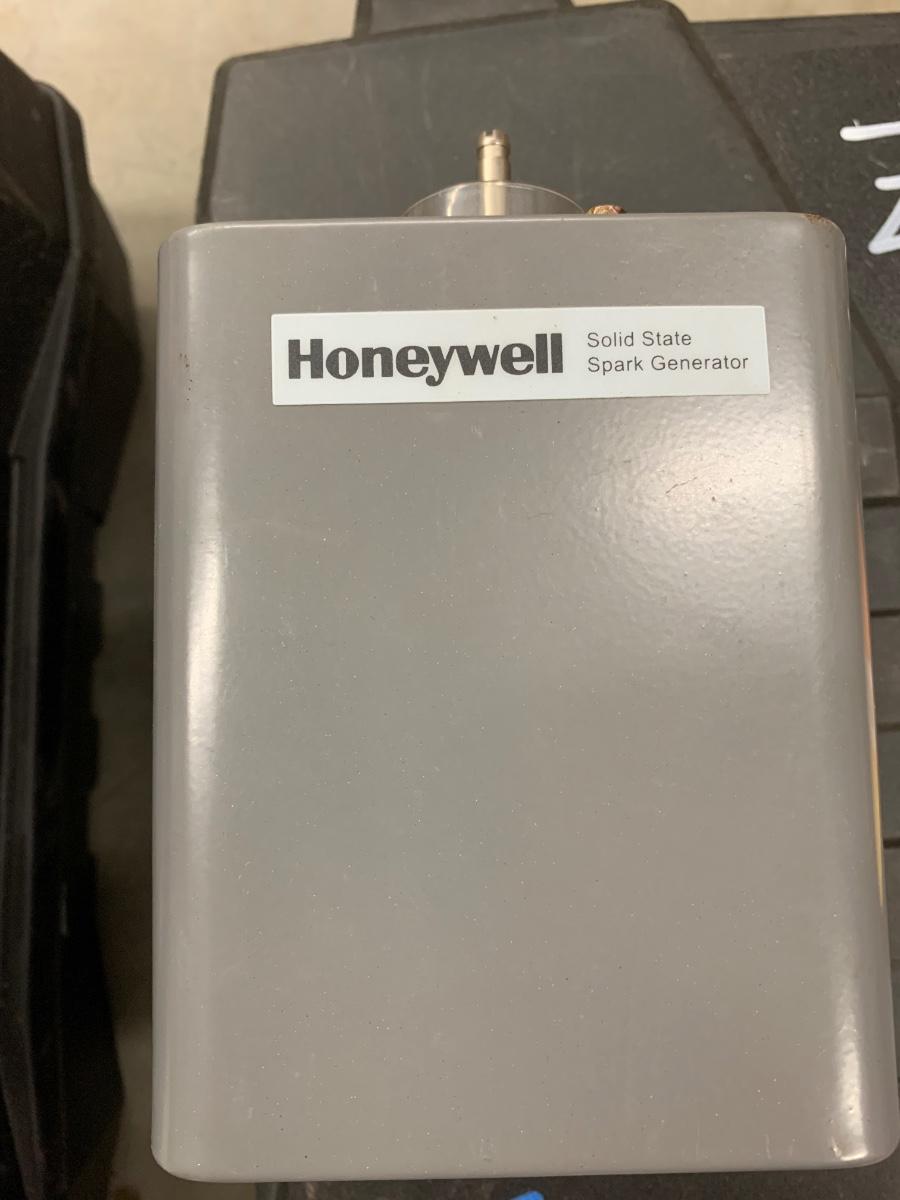 Honeywell
Solid State
Spark Generator